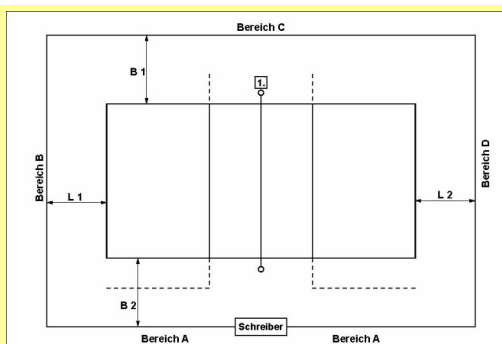 Bereich C
B 1
1.
Bereich B
Bereich D
L 1
L 2
B 2
Schreiber
Bereich A
Bereich A